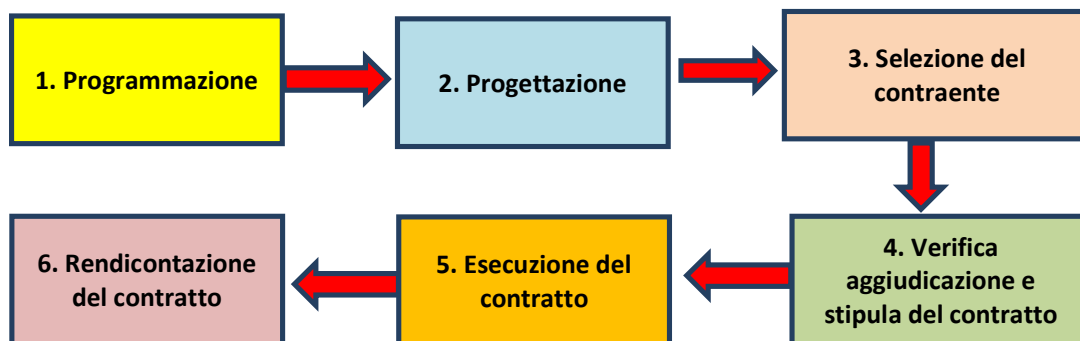 1. Programmazione
2. Progettazione
3. Selezione del
contraente
4. Verifica
aggiudicazione e
stipula del contratto
5. Esecuzione del
contratto
6. Rendicontazione
del contratto